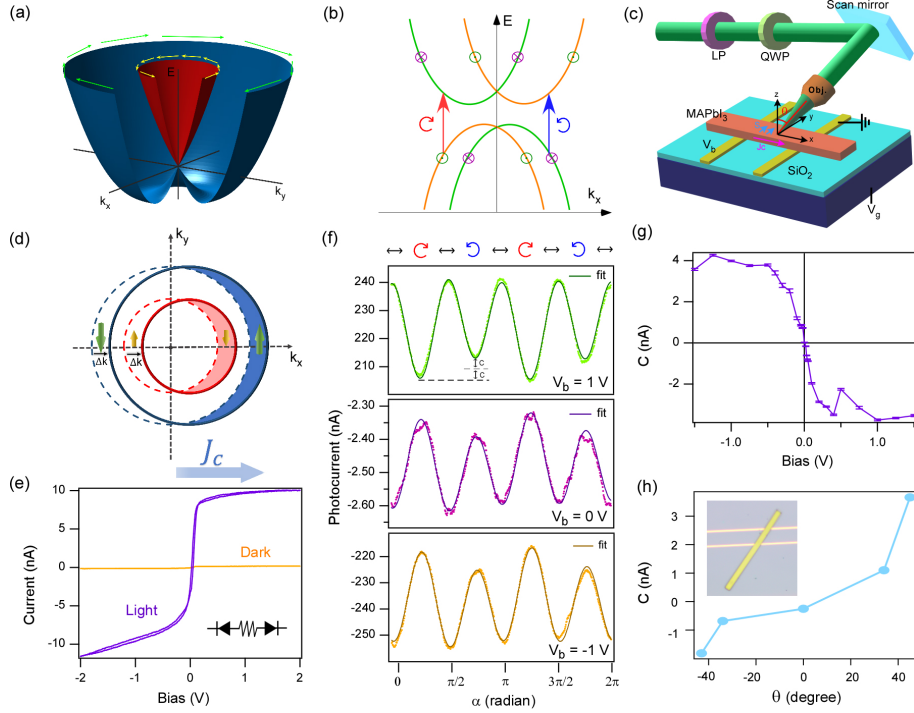 (a)
E
k_x
k_y
(b)
E
k_x
(c)
Scan mirror
LP
QWP
Obj.
MAPbI₃
z
θ
y
x
J_C
V_b
SiO₂
V_g
(d)
k_y
k_x
Δk
Δk
J_C
(e)
Current (nA)
10
5
0
-5
-10
Dark
Light
-2
-1
0
1
2
Bias (V)
(f)
Photocurrent (nA)
240
230
220
210
fit
C
C
V_b = 1 V
-2.30
-2.40
-2.50
-2.60
fit
V_b = 0 V
-220
-230
-240
-250
fit
V_b = -1 V
0
π/2
π
3π/2
2π
α (radian)
(g)
C (nA)
4
2
0
-2
-1.0
0.0
1.0
Bias (V)
(h)
C (nA)
3
2
1
0
-1
-40
-20
0
20
40
θ (degree)